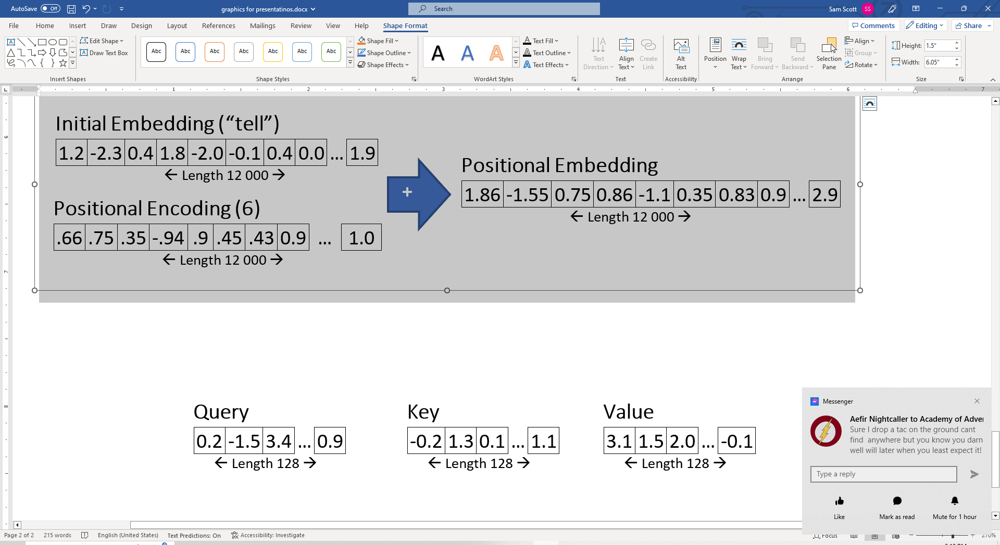 AutoSave Off graphics for presentatinos.docx Search Sam Scott SS
File Home Insert Draw Design Layout References Mailings Review View Help Shape Format Comments Editing Share
Edit Shape
Draw Text Box
Insert Shapes
Abc Abc Abc Abc Abc Abc Abc
Shape Fill
Shape Outline
Shape Effects
Shape Styles
A A A
Text Fill
Text Outline
Text Effects
WordArt Styles
Text Direction
Align Text
Create Link
Text
Alt Text
Accessibility
Position
Wrap Text
Bring Forward
Send Backward
Selection Pane
Align
Group
Rotate
Arrange
Height: 1.5"
Width: 6.05"
Size
1 2 3 4 5 6 7
6
7
8
Initial Embedding (“tell”)
1.2 -2.3 0.4 1.8 -2.0 -0.1 0.4 0.0 ... 1.9
← Length 12 000 →
Positional Encoding (6)
.66 .75 .35 -.94 .9 .45 .43 0.9 ... 1.0
← Length 12 000 →
+
Positional Embedding
1.86 -1.55 0.75 0.86 -1.1 0.35 0.83 0.9 ... 2.9
← Length 12 000 →
Query
0.2 -1.5 3.4 ... 0.9
← Length 128 →
Key
-0.2 1.3 0.1 ... 1.1
← Length 128 →
Value
3.1 1.5 2.0 ... -0.1
← Length 128 →
Messenger
Aefir Nightcaller to Academy of Adve
Sure I drop a tac on the ground cant
find anywhere but you know you darn
well will later when you least expect it!
Type a reply
Like Mark as read Mute for 1 hour
Page 2 of 2 215 words English (United States) Text Predictions: On Accessibility: Investigate Focus 270%